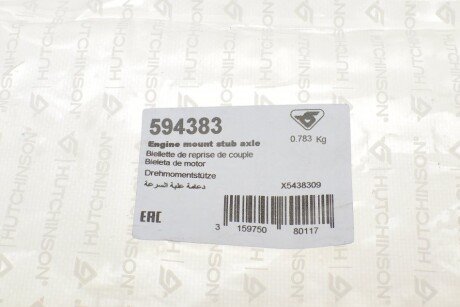 HUTCHINSON
594383
0.783 Kg
Engine mount stub axle
Biellette de reprise de couple
Bieleta de motor
Drehmomentstütze
دعامة علبة السرعة
X5438309
EAC
3 159750 80117